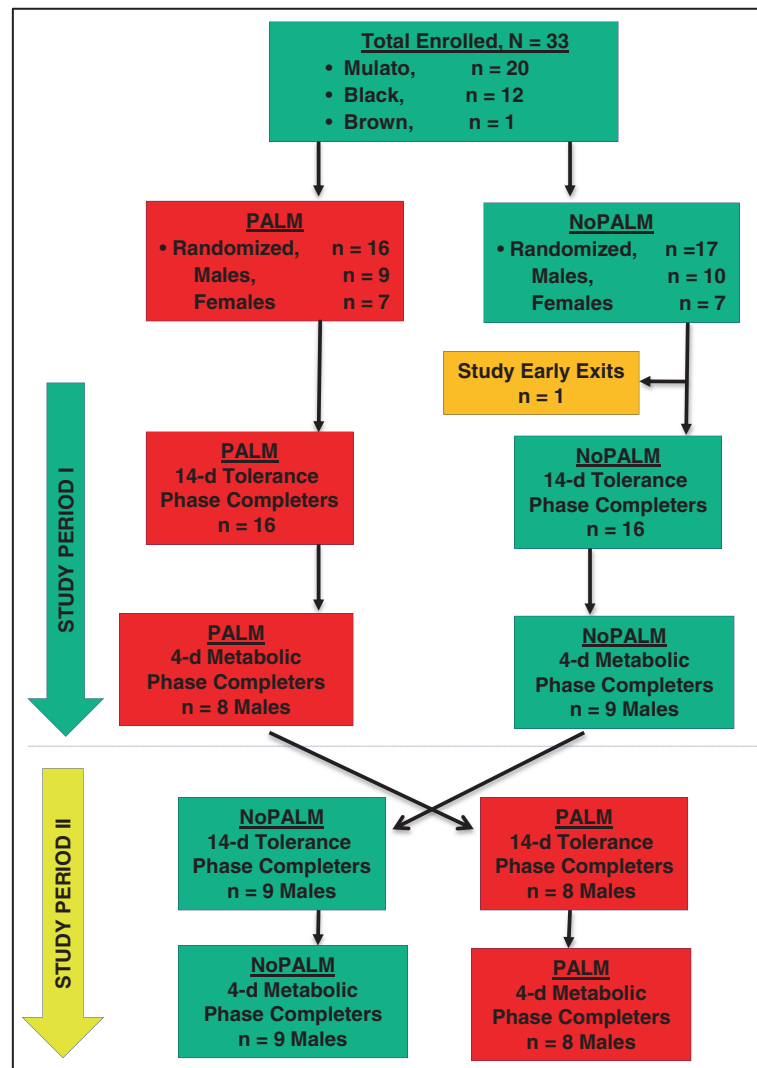 Total Enrolled, N = 33
• Mulato, n = 20
• Black, n = 12
• Brown, n = 1
PALM
• Randomized, n = 16
Males, n = 9
Females n = 7
NoPALM
• Randomized, n =17
Males, n = 10
Females n = 7
Study Early Exits
n = 1
STUDY PERIOD I
PALM
14-d Tolerance
Phase Completers
n = 16
NoPALM
14-d Tolerance
Phase Completers
n = 16
PALM
4-d Metabolic
Phase Completers
n = 8 Males
NoPALM
4-d Metabolic
Phase Completers
n = 9 Males
STUDY PERIOD II
NoPALM
14-d Tolerance
Phase Completers
n = 9 Males
PALM
14-d Tolerance
Phase Completers
n = 8 Males
NoPALM
4-d Metabolic
Phase Completers
n = 9 Males
PALM
4-d Metabolic
Phase Completers
n = 8 Males